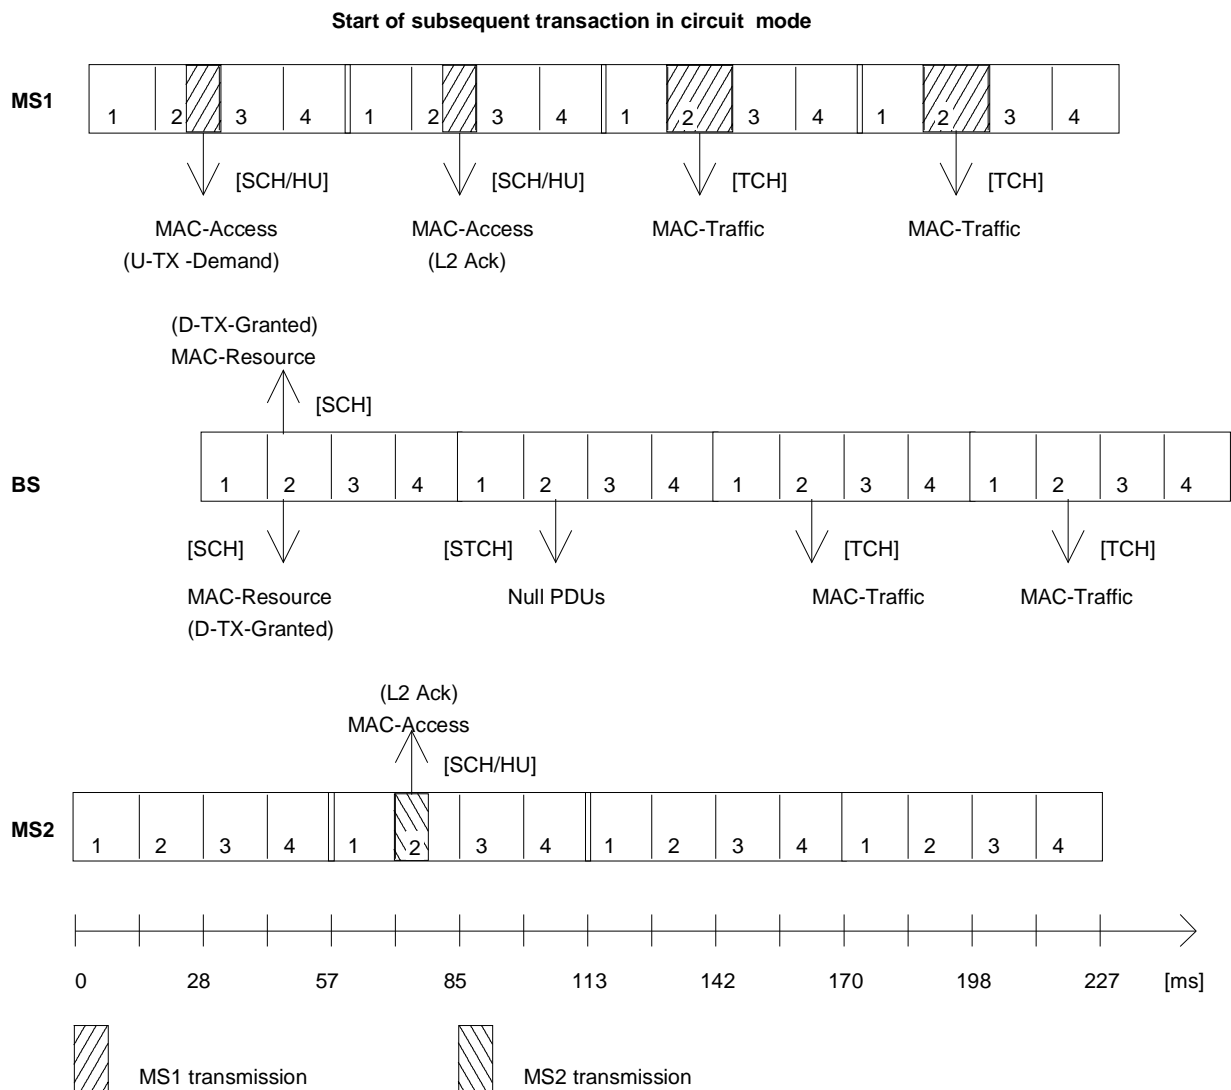 Start of subsequent transaction in circuit mode
MS1
1 2 3 4 1 2 3 4 1 2 3 4 1 2 3 4
[SCH/HU] [SCH/HU] [TCH] [TCH]
MAC-Access MAC-Access MAC-Traffic MAC-Traffic
(U-TX -Demand) (L2 Ack)
(D-TX-Granted)
MAC-Resource
[SCH]
BS
1 2 3 4 1 2 3 4 1 2 3 4 1 2 3 4
[SCH] [STCH] [TCH] [TCH]
MAC-Resource Null PDUs MAC-Traffic MAC-Traffic
(D-TX-Granted)
(L2 Ack)
MAC-Access
[SCH/HU]
MS2
1 2 3 4 1 2 3 4 1 2 3 4 1 2 3 4
0 28 57 85 113 142 170 198 227 [ms]
MS1 transmission MS2 transmission